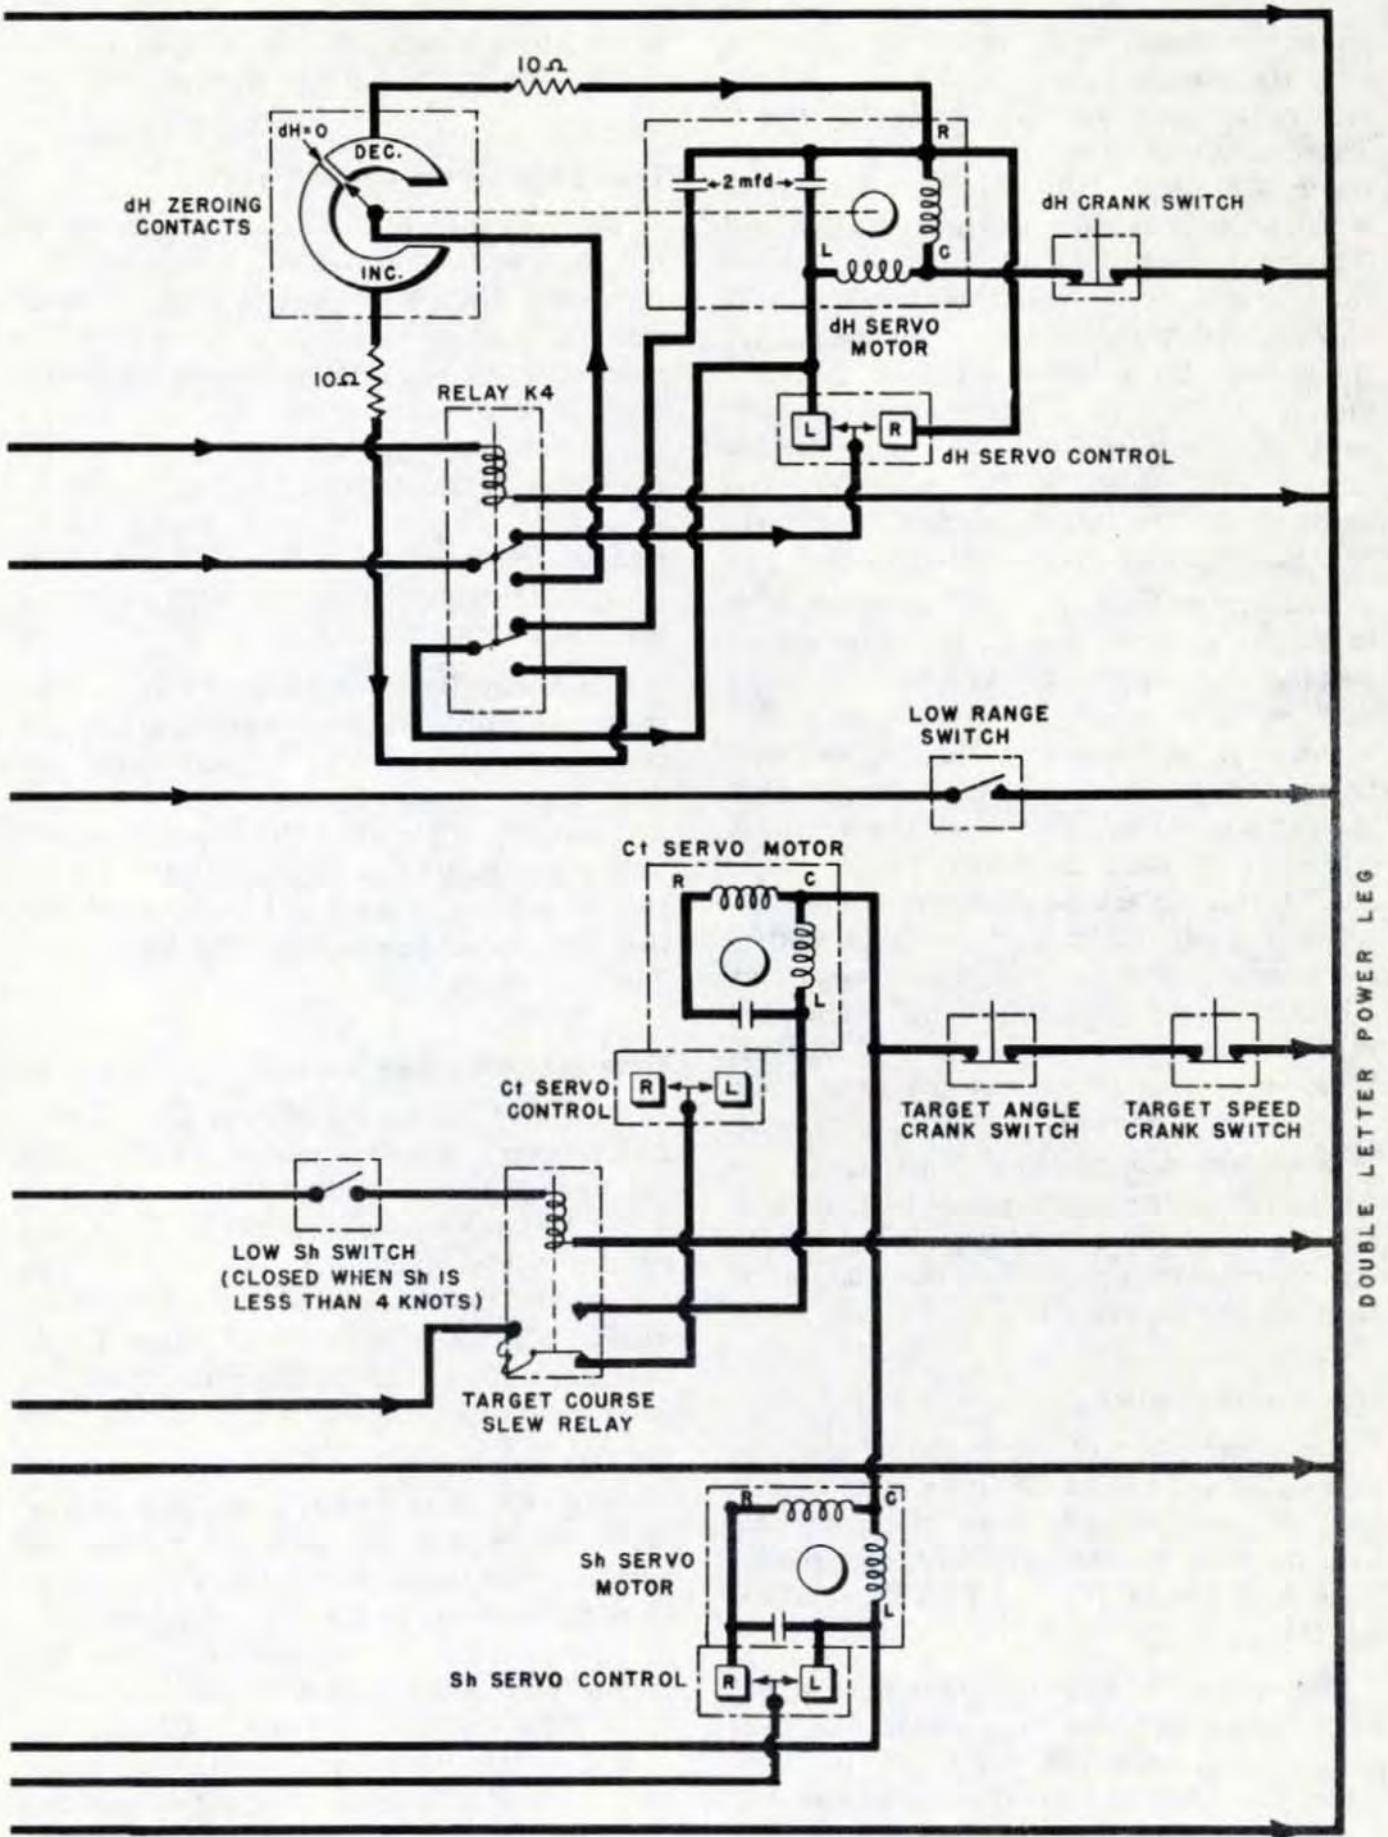 10Ω
dH=0
DEC.
R
2 mfd
dH ZEROING
CONTACTS
dH CRANK SWITCH
INC.
L
C
dH SERVO
MOTOR
10Ω
RELAY K4
L
R
dH SERVO CONTROL
LOW RANGE
SWITCH
Ct SERVO MOTOR
R
C
L
DOUBLE LETTER POWER LEG
Ct SERVO
CONTROL
R
L
TARGET ANGLE
CRANK SWITCH
TARGET SPEED
CRANK SWITCH
LOW Sh SWITCH
(CLOSED WHEN Sh IS
LESS THAN 4 KNOTS)
TARGET COURSE
SLEW RELAY
R
C
Sh SERVO
MOTOR
L
Sh SERVO CONTROL
R
L